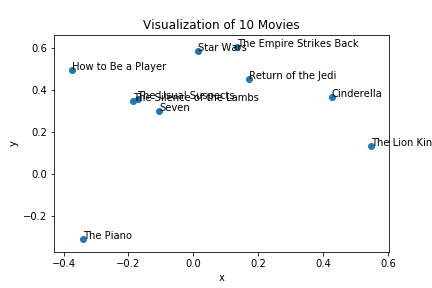 Visualization of 10 Movies
The Empire Strikes Back
Star Wars
How to Be a Player
Return of the Jedi
The Usual Suspects
The Silence of the Lambs
Cinderella
Seven
The Lion Kin
The Piano
0.6
0.4
0.2
0.0
−0.2
y
−0.4
−0.2
0.0
0.2
0.4
0.6
x